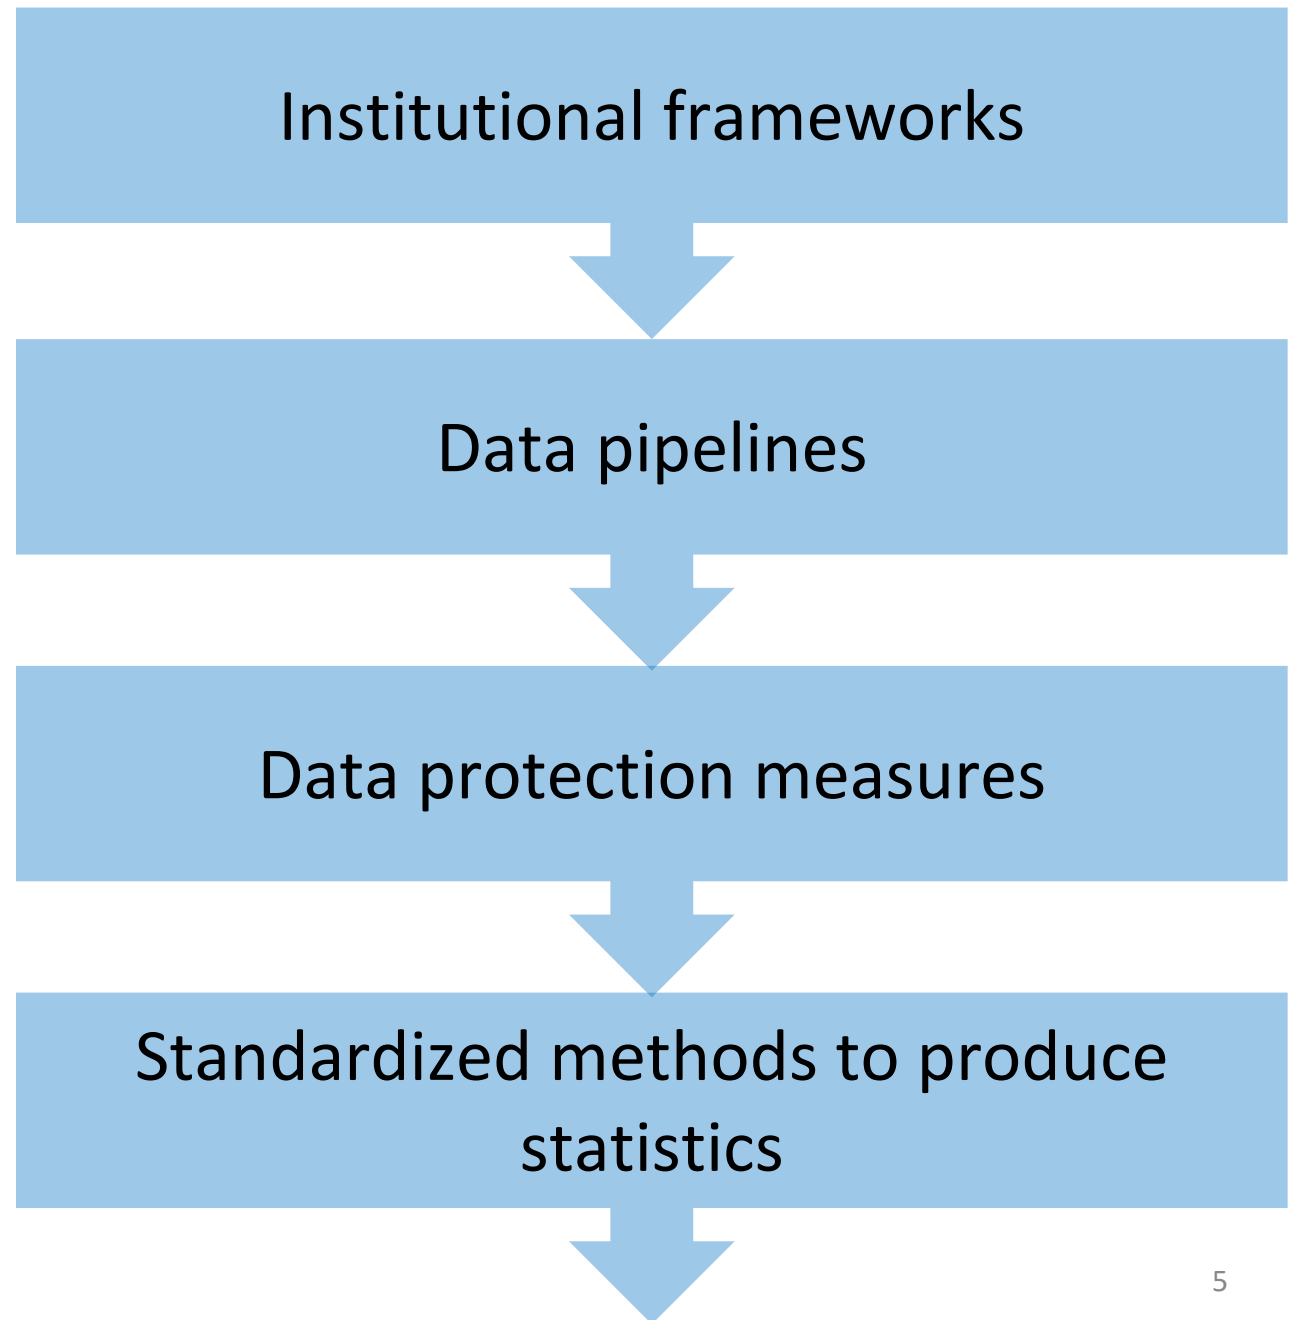 Institutional frameworks
Data pipelines
Data protection measures
Standardized methods to produce
statistics
5